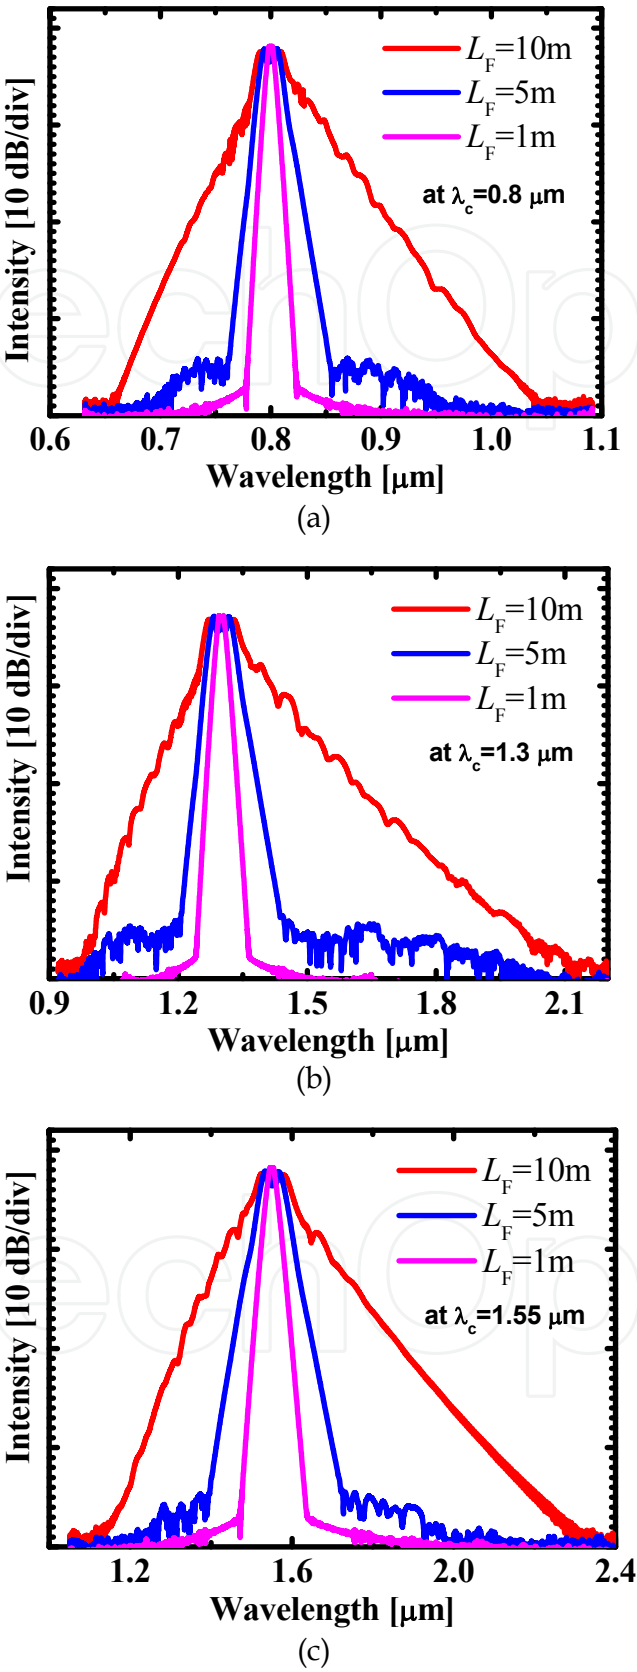 Intensity [10 dB/div]
L_F=10m
L_F=5m
L_F=1m
at λ_c=0.8 μm
0.6 0.7 0.8 0.9 1.0 1.1
Wavelength [μm]
(a)
Intensity [10 dB/div]
L_F=10m
L_F=5m
L_F=1m
at λ_c=1.3 μm
0.9 1.2 1.5 1.8 2.1
Wavelength [μm]
(b)
Intensity [10 dB/div]
L_F=10m
L_F=5m
L_F=1m
at λ_c=1.55 μm
1.2 1.6 2.0 2.4
Wavelength [μm]
(c)